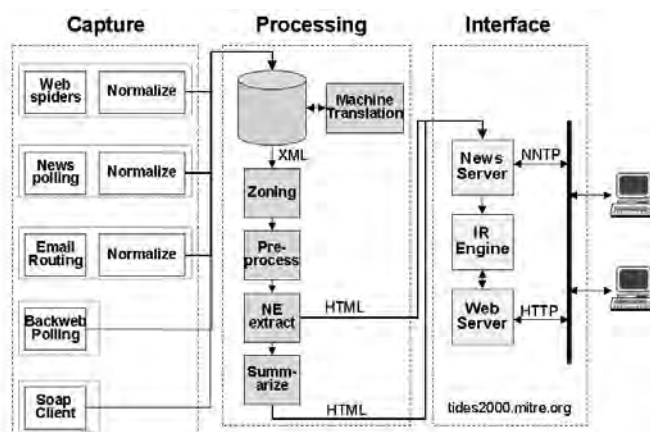 Capture
Processing
Interface
Web
spiders
Normalize
News
polling
Normalize
Email
Routing
Normalize
Backweb
Polling
Soap
Client
Machine
Translation
XML
Zoning
Pre-
process
NE
extract
HTML
Summ-
arize
HTML
News
Server
NNTP
IR
Engine
Web
Server
HTTP
tides2000.mitre.org